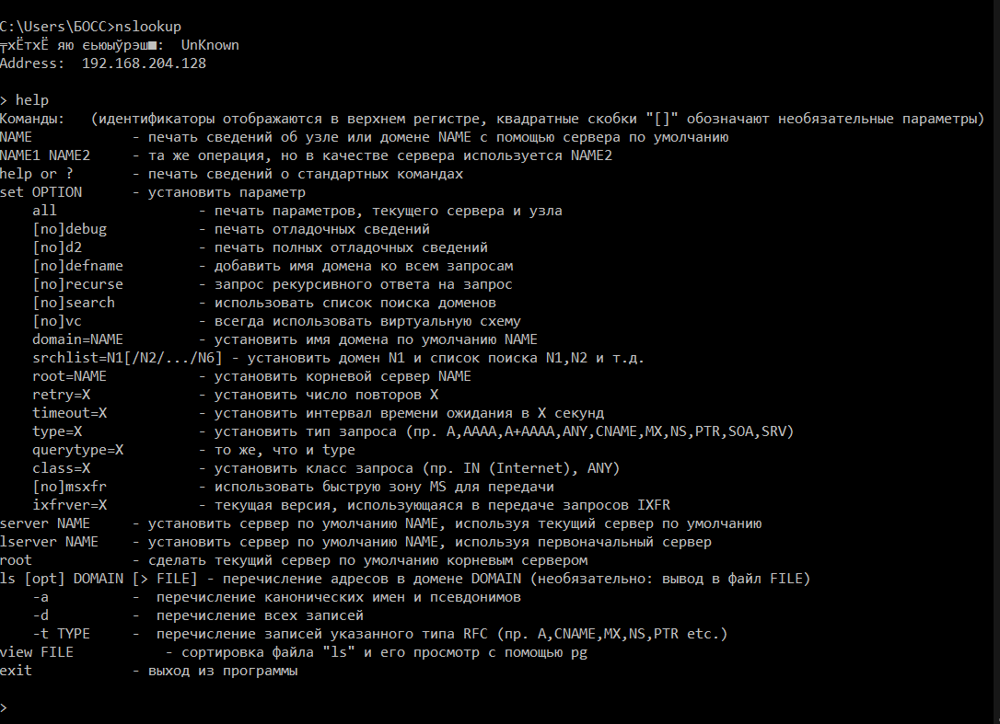 C:\Users\БОСС>nslookup
╤хЁтхЁ яю єьюыўрэш■:  UnKnown
Address:  192.168.204.128
> help
Команды:   (идентификаторы отображаются в верхнем регистре, квадратные скобки "[]" обозначают необязательные параметры)
NAME            - печать сведений об узле или домене NAME с помощью сервера по умолчанию
NAME1 NAME2     - та же операция, но в качестве сервера используется NAME2
help or ?       - печать сведений о стандартных командах
set OPTION      - установить параметр
    all                 - печать параметров, текущего сервера и узла
    [no]debug           - печать отладочных сведений
    [no]d2              - печать полных отладочных сведений
    [no]defname         - добавить имя домена ко всем запросам
    [no]recurse         - запрос рекурсивного ответа на запрос
    [no]search          - использовать список поиска доменов
    [no]vc              - всегда использовать виртуальную схему
    domain=NAME         - установить имя домена по умолчанию NAME
    srchlist=N1[/N2/.../N6] - установить домен N1 и список поиска N1,N2 и т.д.
    root=NAME           - установить корневой сервер NAME
    retry=X             - установить число повторов X
    timeout=X           - установить интервал времени ожидания в X секунд
    type=X              - установить тип запроса (пр. A,AAAA,A+AAAA,ANY,CNAME,MX,NS,PTR,SOA,SRV)
    querytype=X         - то же, что и type
    class=X             - установить класс запроса (пр. IN (Internet), ANY)
    [no]msxfr           - использовать быструю зону MS для передачи
    ixfrver=X           - текущая версия, использующаяся в передаче запросов IXFR
server NAME     - установить сервер по умолчанию NAME, используя текущий сервер по умолчанию
lserver NAME    - установить сервер по умолчанию NAME, используя первоначальный сервер
root            - сделать текущий сервер по умолчанию корневым сервером
ls [opt] DOMAIN [> FILE] - перечисление адресов в домене DOMAIN (необязательно: вывод в файл FILE)
    -a          -  перечисление канонических имен и псевдонимов
    -d          -  перечисление всех записей
    -t TYPE     -  перечисление записей указанного типа RFC (пр. A,CNAME,MX,NS,PTR etc.)
view FILE           - сортировка файла "ls" и его просмотр с помощью pg
exit            - выход из программы
>